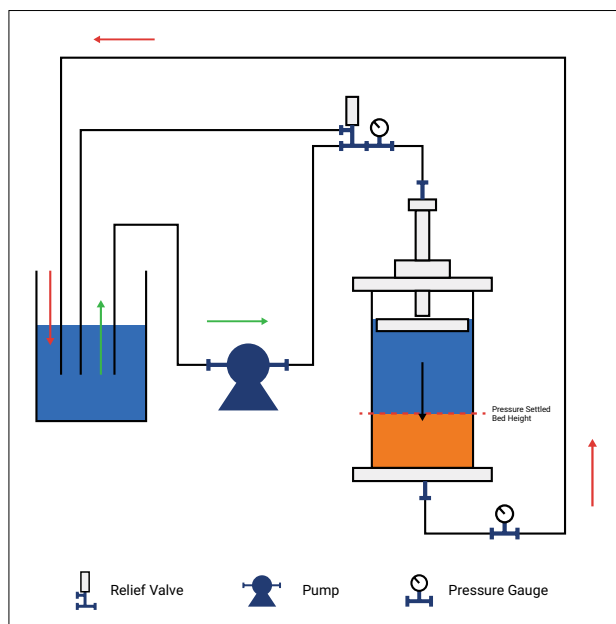 Pressure Settled
Bed Height
Relief Valve
Pump
Pressure Gauge